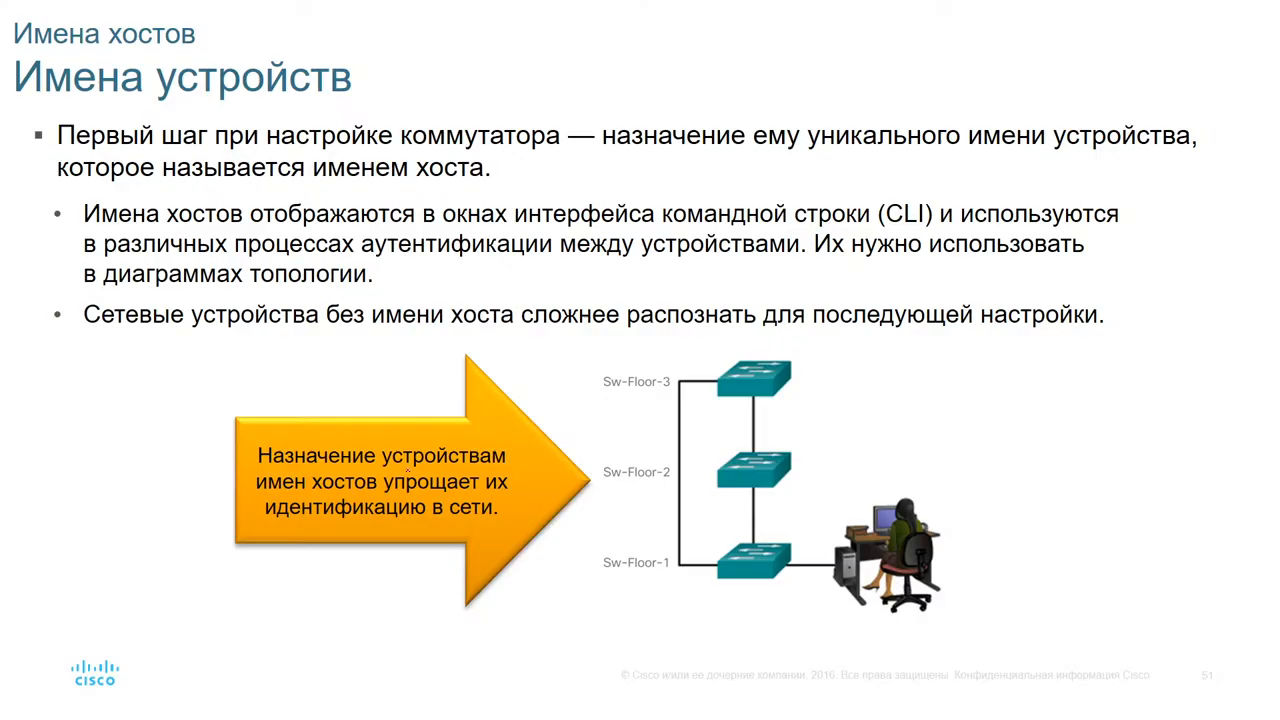 Имена хостов
Имена устройств
▪ Первый шаг при настройке коммутатора — назначение ему уникального имени устройства,
которое называется именем хоста.
• Имена хостов отображаются в окнах интерфейса командной строки (CLI) и используются
в различных процессах аутентификации между устройствами. Их нужно использовать
в диаграммах топологии.
• Сетевые устройства без имени хоста сложнее распознать для последующей настройки.
Назначение устройствам
имен хостов упрощает их
идентификацию в сети.
Sw-Floor-3
Sw-Floor-2
Sw-Floor-1
CISCO
© Cisco и/или ее дочерние компании, 2016. Все права защищены. Конфиденциальная информация Cisco
51